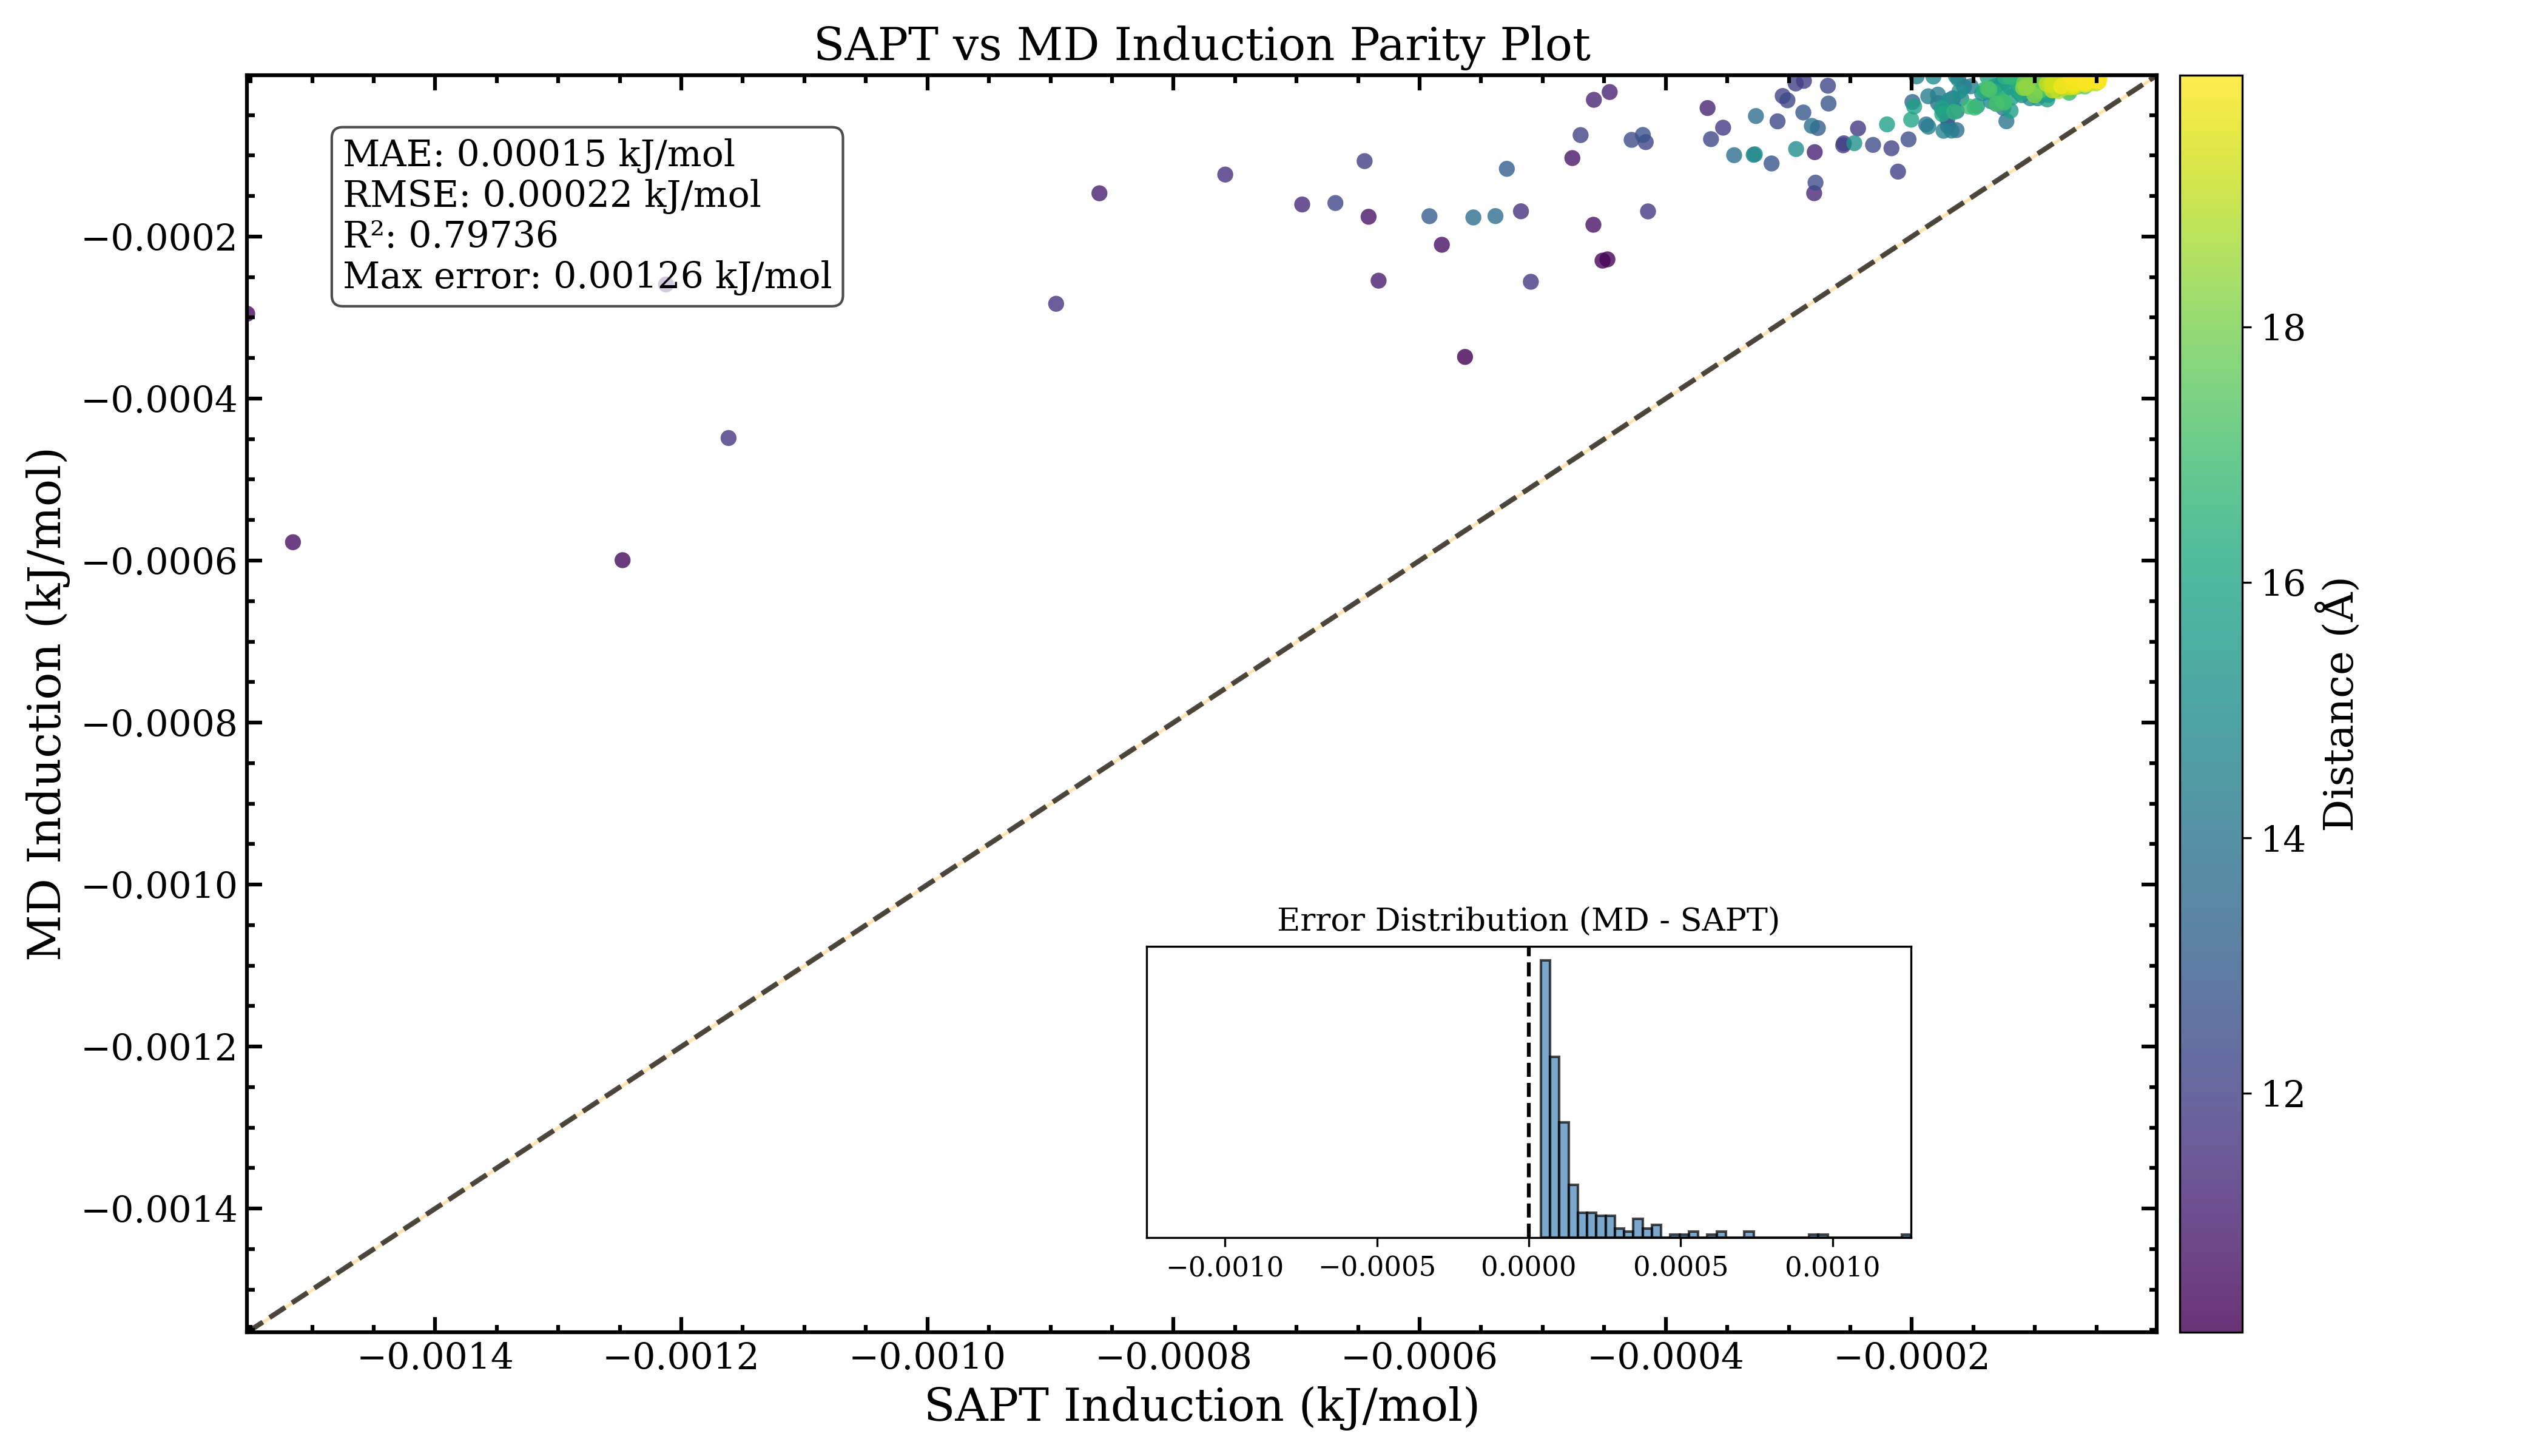 SAPT vs MD Induction Parity Plot
MAE: 0.00015 kJ/mol
RMSE: 0.00022 kJ/mol
R²: 0.79736
Max error: 0.00126 kJ/mol
MD Induction (kJ/mol)
−0.0002
−0.0004
−0.0006
−0.0008
−0.0010
−0.0012
−0.0014
Error Distribution (MD - SAPT)
−0.0010 −0.0005 0.0000 0.0005 0.0010
−0.0014 −0.0012 −0.0010 −0.0008 −0.0006 −0.0004 −0.0002
SAPT Induction (kJ/mol)
18
16
14
12
Distance (Å)